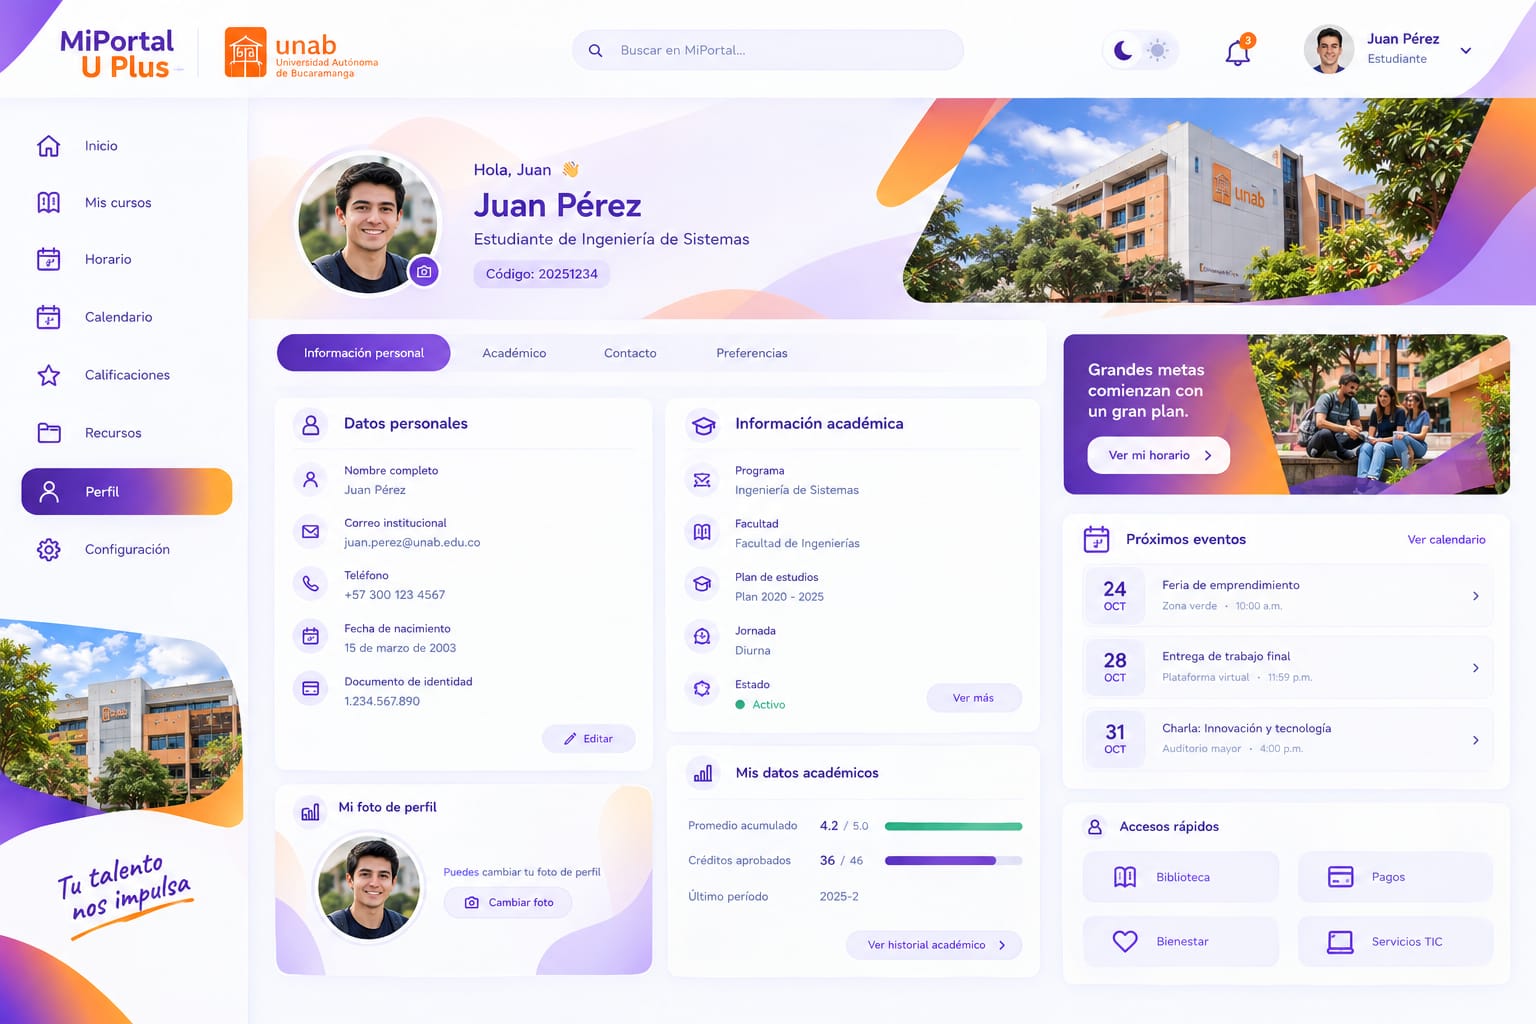 MiPortal
U Plus
unab
Universidad Autónoma
de Bucaramanga
Buscar en MiPortal...
3
Juan Pérez
Estudiante
Inicio
Mis cursos
Horario
Calendario
Calificaciones
Recursos
Perfil
Configuración
unab
Tu talento
nos impulsa
Hola, Juan 👋
Juan Pérez
Estudiante de Ingeniería de Sistemas
Código: 20251234
unab
Información personal
Académico
Contacto
Preferencias
Datos personales
Nombre completo
Juan Pérez
Correo institucional
juan.perez@unab.edu.co
Teléfono
+57 300 123 4567
Fecha de nacimiento
15 de marzo de 2003
Documento de identidad
1.234.567.890
Editar
Mi foto de perfil
Puedes cambiar tu foto de perfil
Cambiar foto
Información académica
Programa
Ingeniería de Sistemas
Facultad
Facultad de Ingenierías
Plan de estudios
Plan 2020 - 2025
Jornada
Diurna
Estado
Activo
Ver más
Mis datos académicos
Promedio acumulado 4.2 / 5.0
Créditos aprobados 36 / 46
Último período 2025-2
Ver historial académico
Grandes metas
comienzan con
un gran plan.
Ver mi horario
Próximos eventos
Ver calendario
24
OCT
Feria de emprendimiento
Zona verde • 10:00 a.m.
28
OCT
Entrega de trabajo final
Plataforma virtual • 11:59 p.m.
31
OCT
Charla: Innovación y tecnología
Auditorio mayor • 4:00 p.m.
Accesos rápidos
Biblioteca
Pagos
Bienestar
Servicios TIC